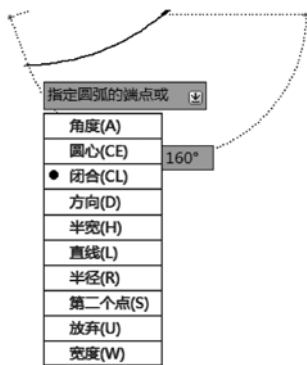 指定圆弧的端点或
角度(A)
圆心(CE)
160°
闭合(CL)
方向(D)
半宽(H)
直线(L)
半径(R)
第二个点(S)
放弃(U)
宽度(W)